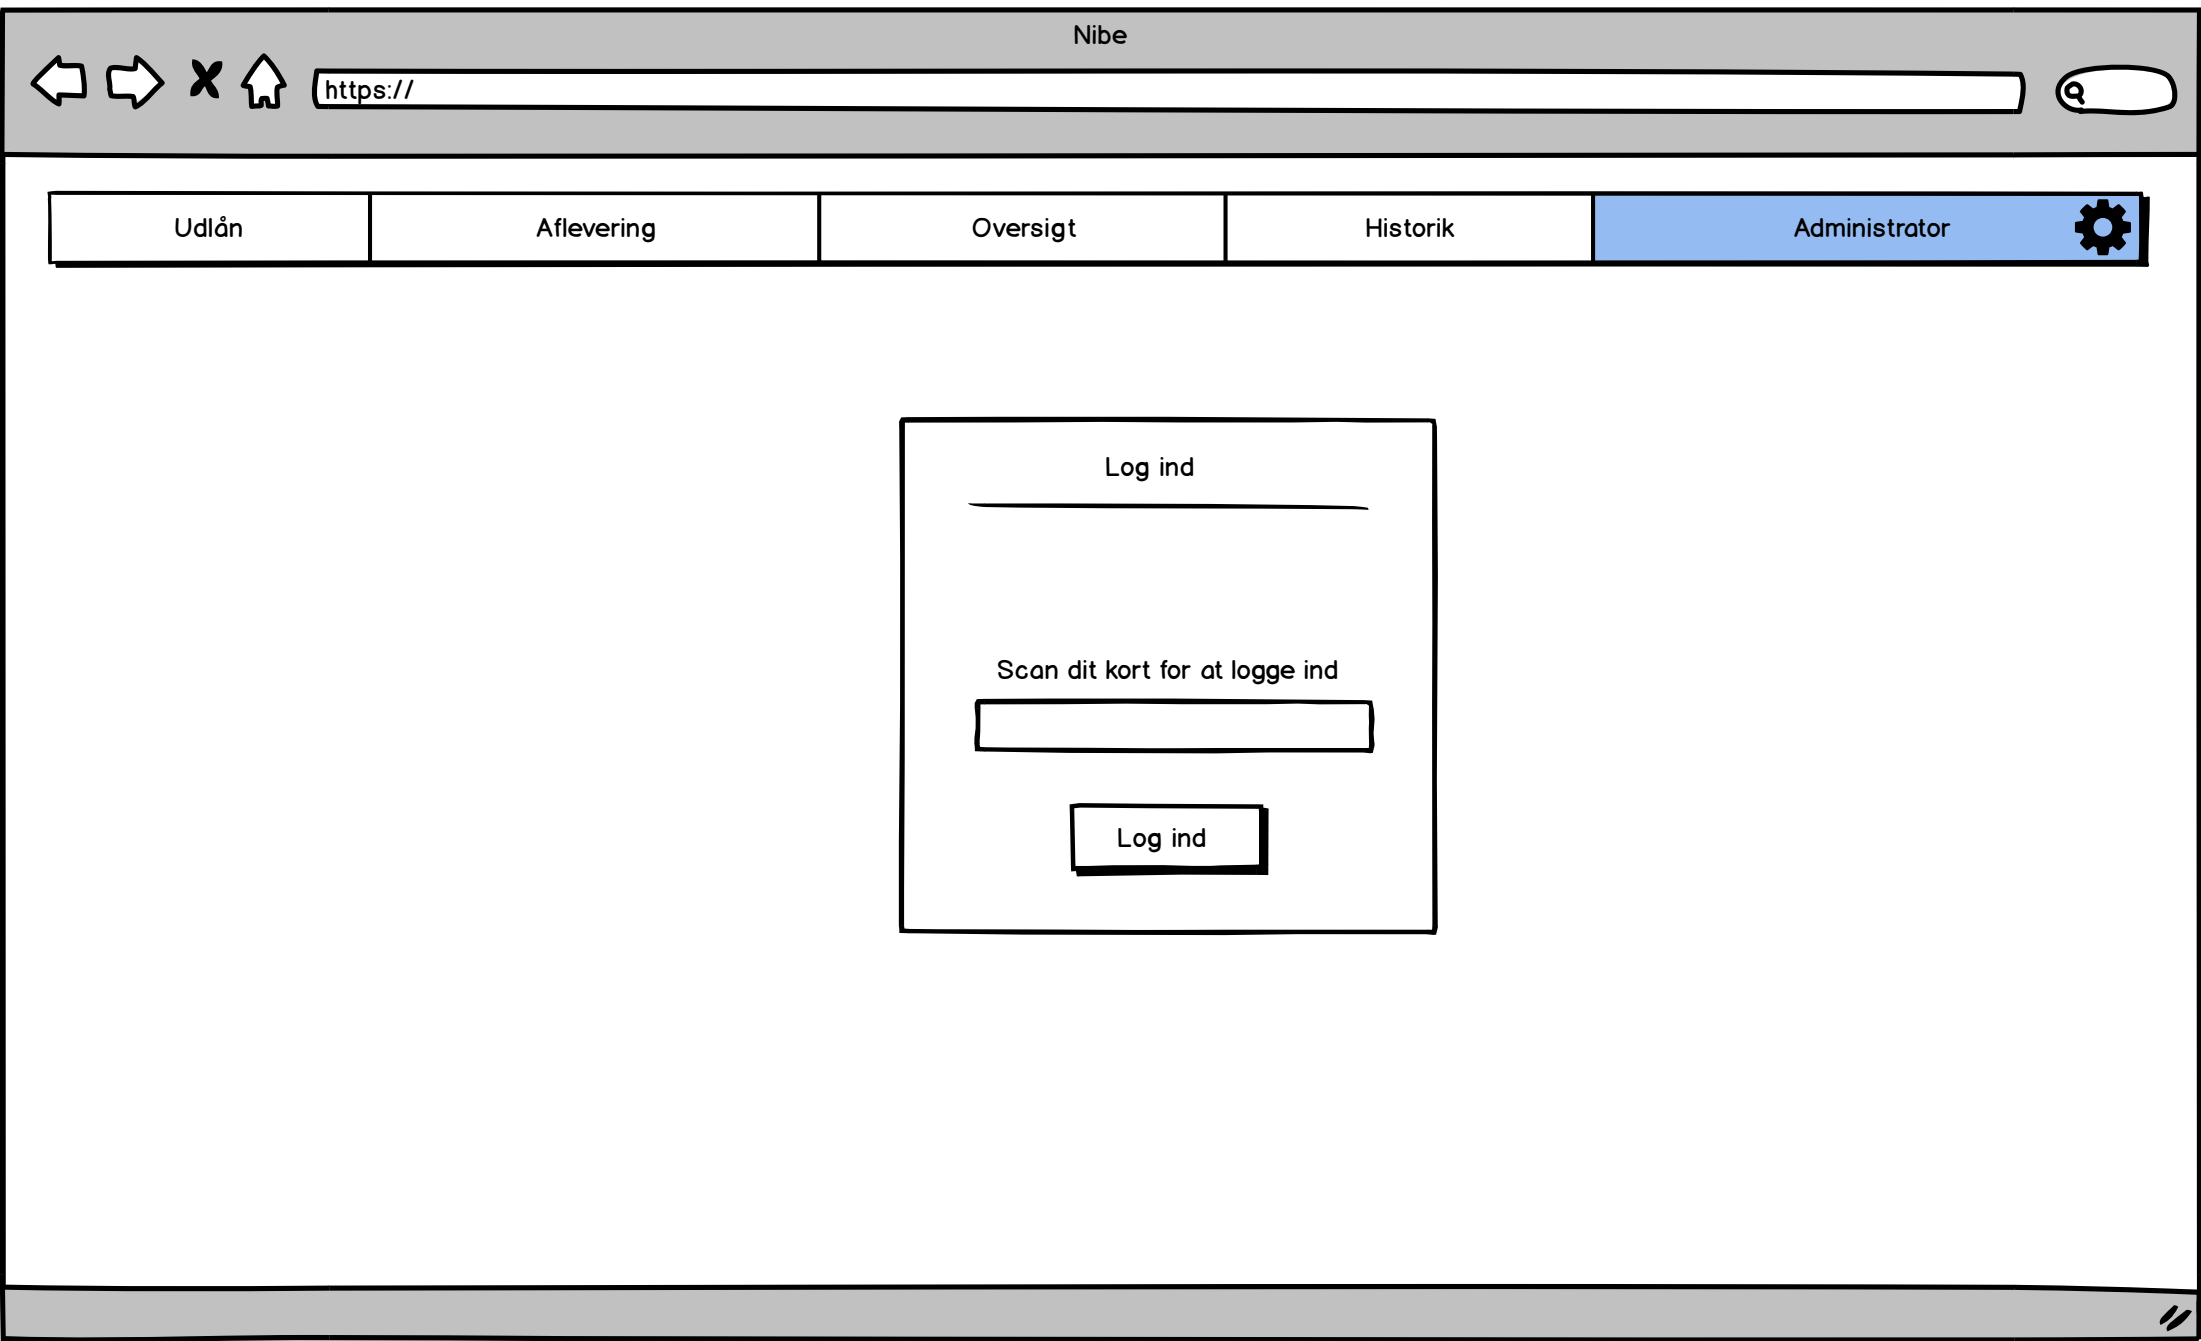 Nibe
https://
Udlån Aflevering Oversigt Historik Administrator
Log ind
Scan dit kort for at logge ind
Log ind